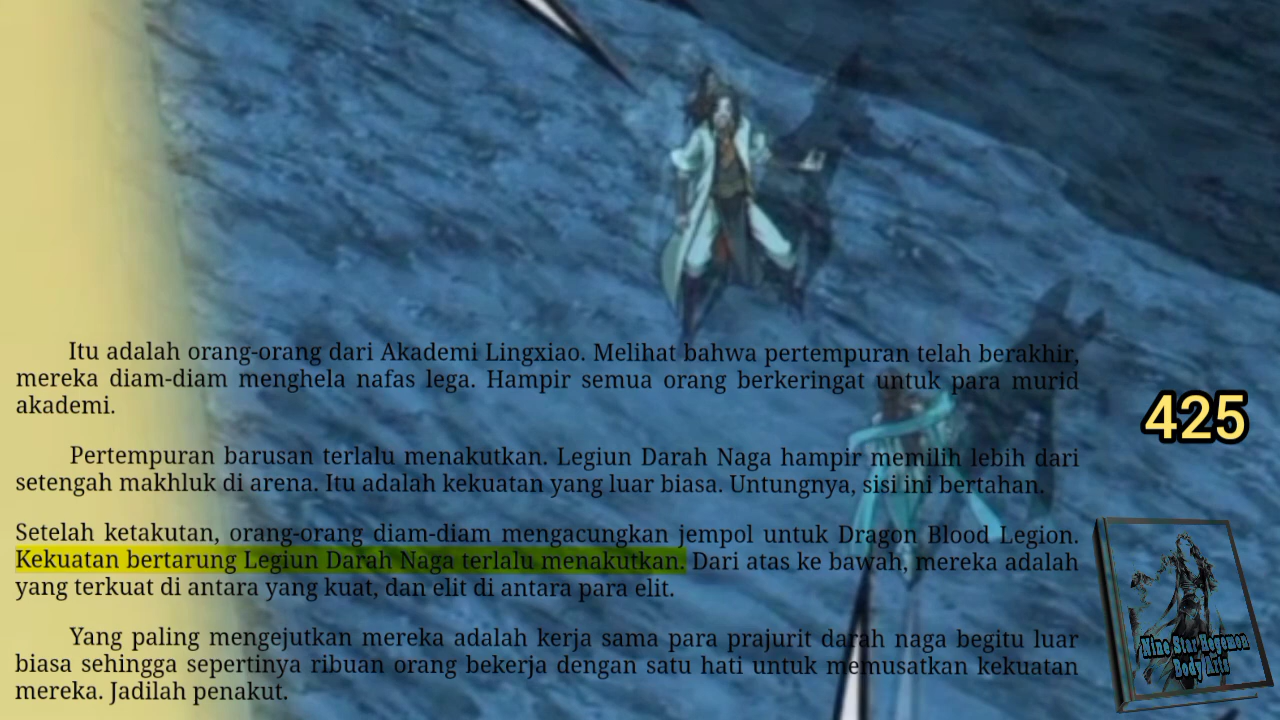 Itu adalah orang-orang dari Akademi Lingxiao. Melihat bahwa pertempuran telah berakhir,
mereka diam-diam menghela nafas lega. Hampir semua orang berkeringat untuk para murid
akademi.
Pertempuran barusan terlalu menakutkan. Legiun Darah Naga hampir memilih lebih dari
setengah makhluk di arena. Itu adalah kekuatan yang luar biasa. Untungnya, sisi ini bertahan.
Setelah ketakutan, orang-orang diam-diam mengacungkan jempol untuk Dragon Blood Legion.
Kekuatan bertarung Legiun Darah Naga terlalu menakutkan. Dari atas ke bawah, mereka adalah
yang terkuat di antara yang kuat, dan elit di antara para elit.
Yang paling mengejutkan mereka adalah kerja sama para prajurit darah naga begitu luar
biasa sehingga sepertinya ribuan orang bekerja dengan satu hati untuk memusatkan kekuatan
mereka. Jadilah penakut.
425
Nine Star Hegemon
Body Arts